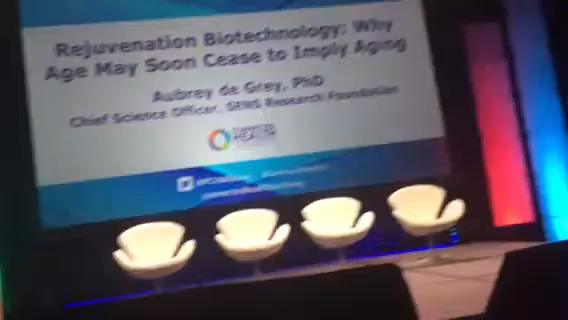 Rejuvenation Biotechnology: Why
Age May Soon Cease to Imply Aging
Aubrey de Grey, PhD
Chief Science Officer, SENS Research Foundation